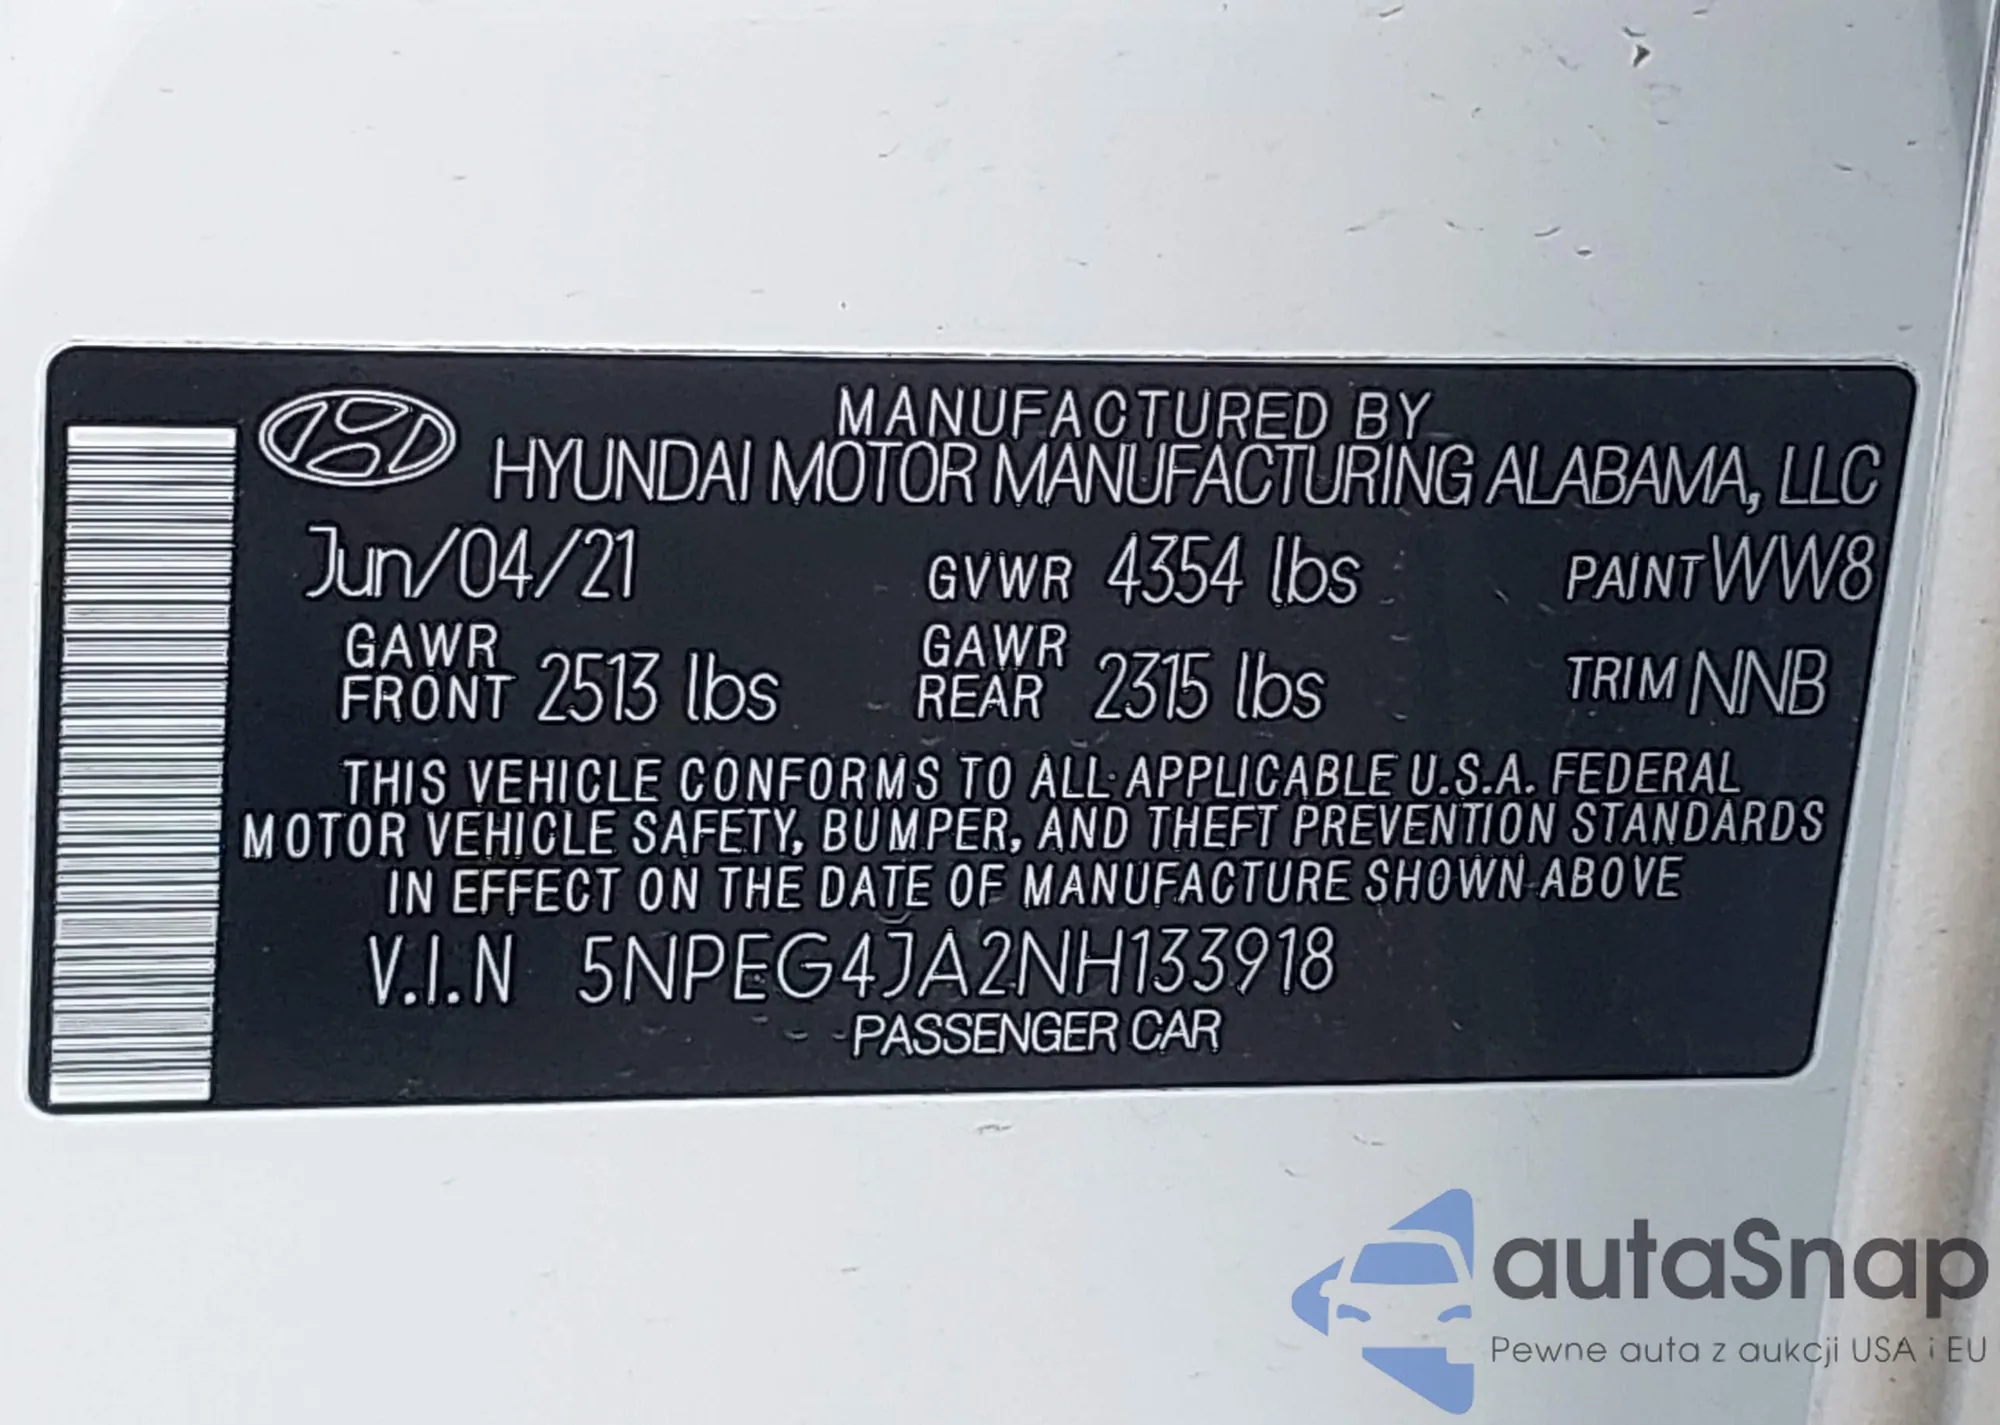 MANUFACTURED BY
HYUNDAI MOTOR MANUFACTURING ALABAMA, LLC
Jun/04/21 GVWR 4354 lbs PAINT WW8
GAWR FRONT 2513 lbs GAWR REAR 2315 lbs TRIM NNB
THIS VEHICLE CONFORMS TO ALL APPLICABLE U.S.A. FEDERAL
MOTOR VEHICLE SAFETY, BUMPER, AND THEFT PREVENTION STANDARDS
IN EFFECT ON THE DATE OF MANUFACTURE SHOWN ABOVE
V.I.N 5NPEG4JA2NH133918
PASSENGER CAR
autaSnap
Pewne auta z aukcji USA i EU